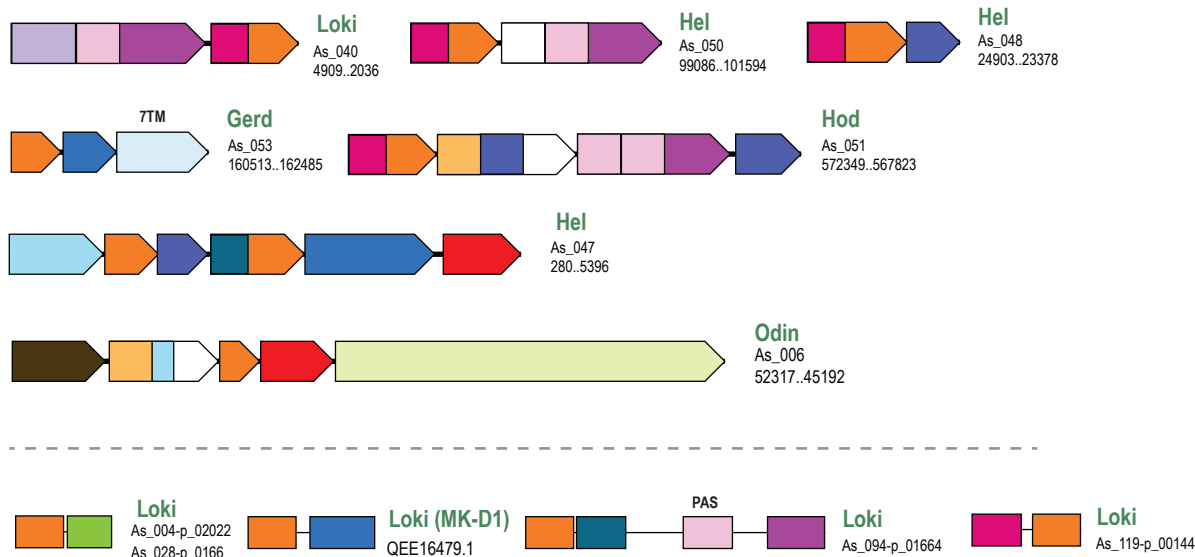 Loki
As_040
4909..2036
Hel
As_050
99086..101594
Hel
As_048
24903..23378
7TM
Gerd
As_053
160513..162485
Hod
As_051
572349..567823
Hel
As_047
280..5396
Odin
As_006
52317..45192
Loki
As_004-p_02022
As_028-p_0166
Loki (MK-D1)
QEE16479.1
PAS
Loki
As_094-p_01664
Loki
As_119-p_00144